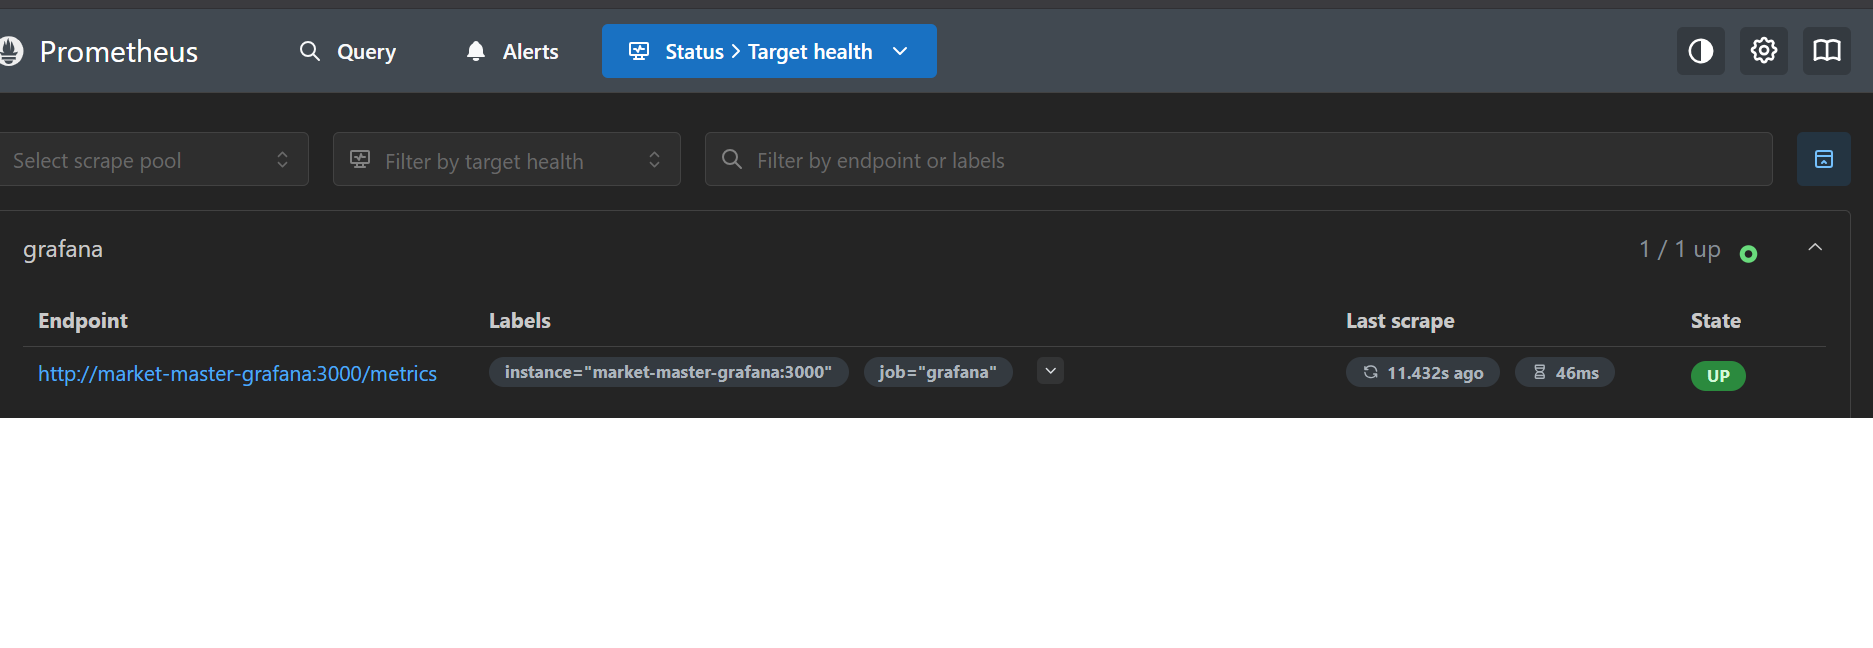 Prometheus Query Alerts Status > Target health
Select scrape pool Filter by target health Filter by endpoint or labels
grafana 1 / 1 up
Endpoint Labels Last scrape State
http://market-master-grafana:3000/metrics instance="market-master-grafana:3000" job="grafana" 11.432s ago 46ms UP